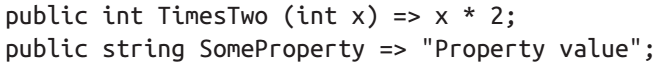 public int TimesTwo (int x) => x * 2;
public string SomeProperty => "Property value";